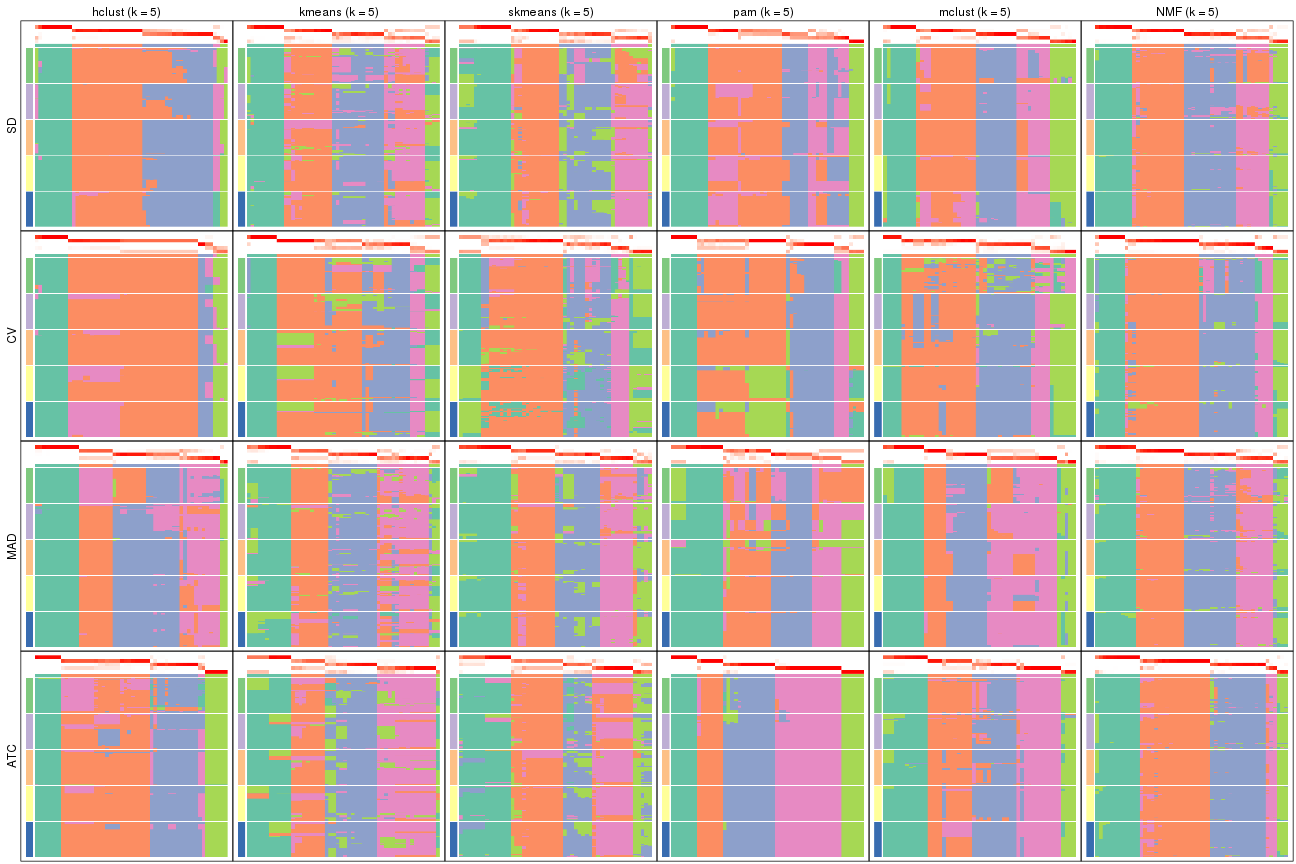 hclust (k = 5) kmeans (k = 5) skmeans (k = 5) pam (k = 5) mclust (k = 5) NMF (k = 5)
SD
CV
MAD
ATC